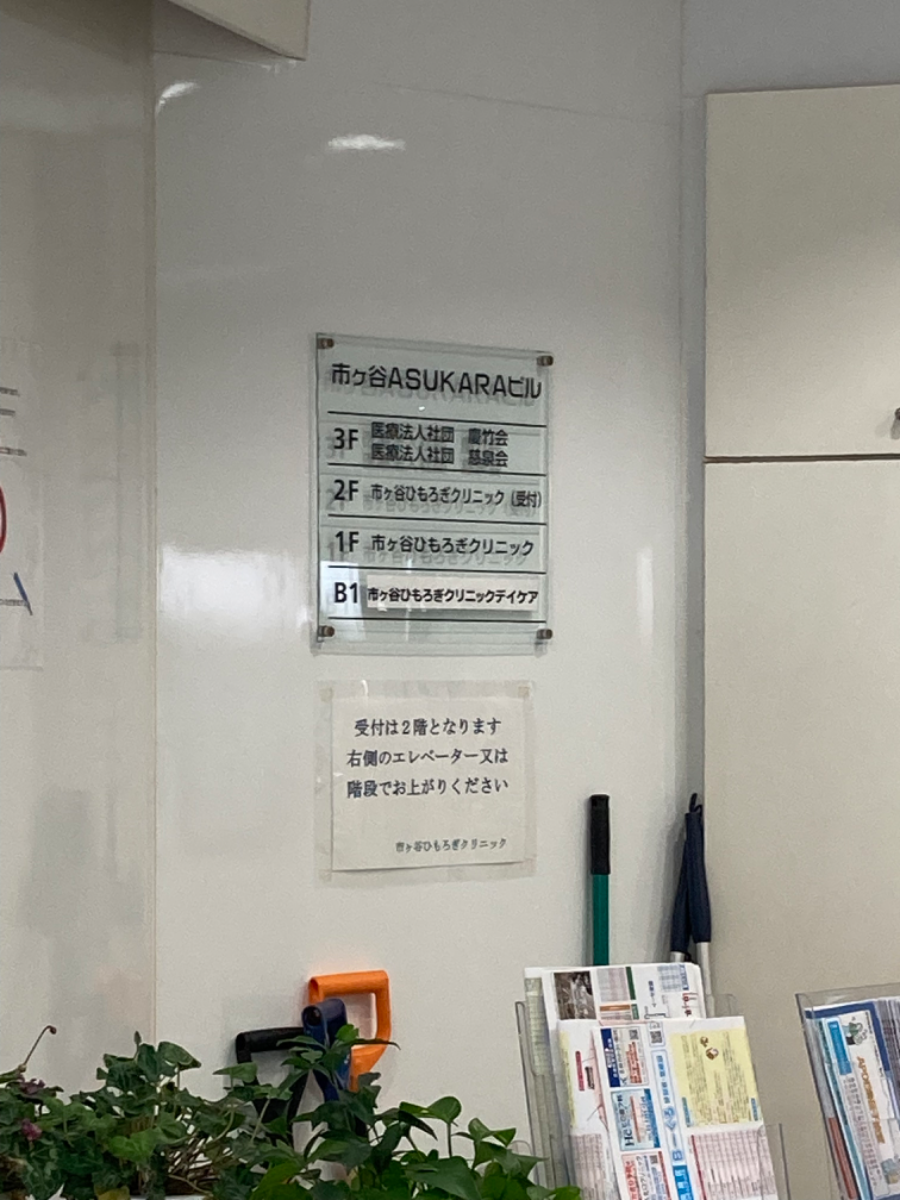 市ヶ谷ASUKARAビル
3F 医療法人社団 慶竹会
医療法人社団 慈泉会
2F 市ヶ谷ひもろぎクリニック(受付)
1F 市ヶ谷ひもろぎクリニック
B1 市ヶ谷ひもろぎクリニックデイケア
受付は2階となります
右側のエレベーター又は
階段でお上がりください
市ヶ谷ひもろぎクリニック